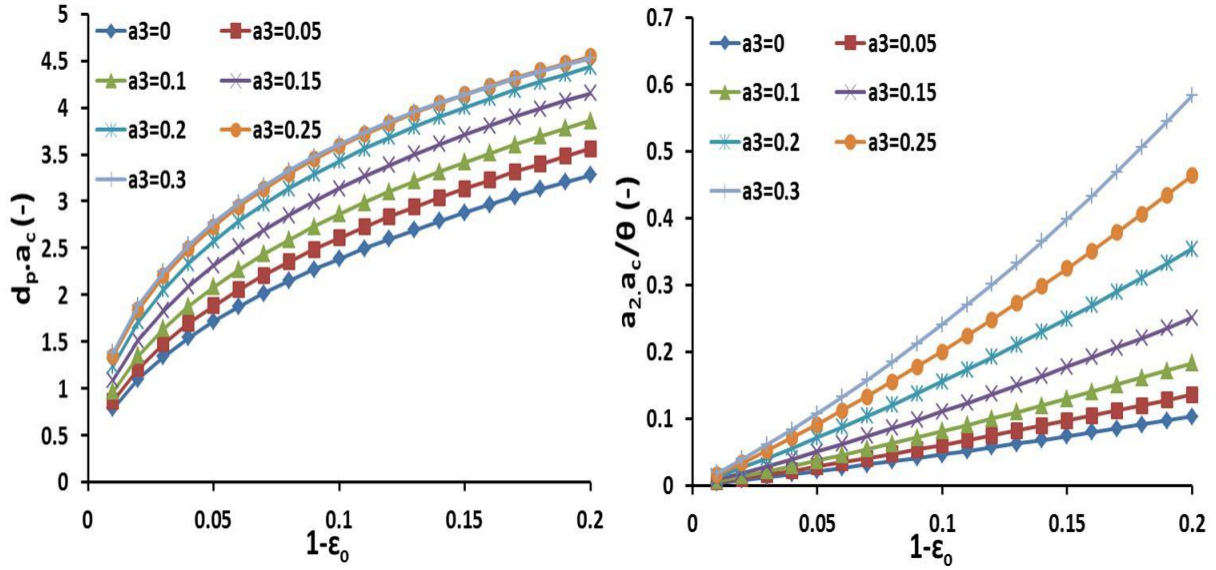 5
4.5
4
3.5
3
2.5
2
1.5
1
0.5
0
dₚ.a꜀ (-)
a3=0 a3=0.05
a3=0.1 a3=0.15
a3=0.2 a3=0.25
a3=0.3
0 0.05 0.1 0.15 0.2
1-εₒ
0.7
0.6
0.5
0.4
0.3
0.2
0.1
0
a₂.a꜀/θ (-)
a3=0 a3=0.05
a3=0.1 a3=0.15
a3=0.2 a3=0.25
a3=0.3
0 0.05 0.1 0.15 0.2
1-εₒ